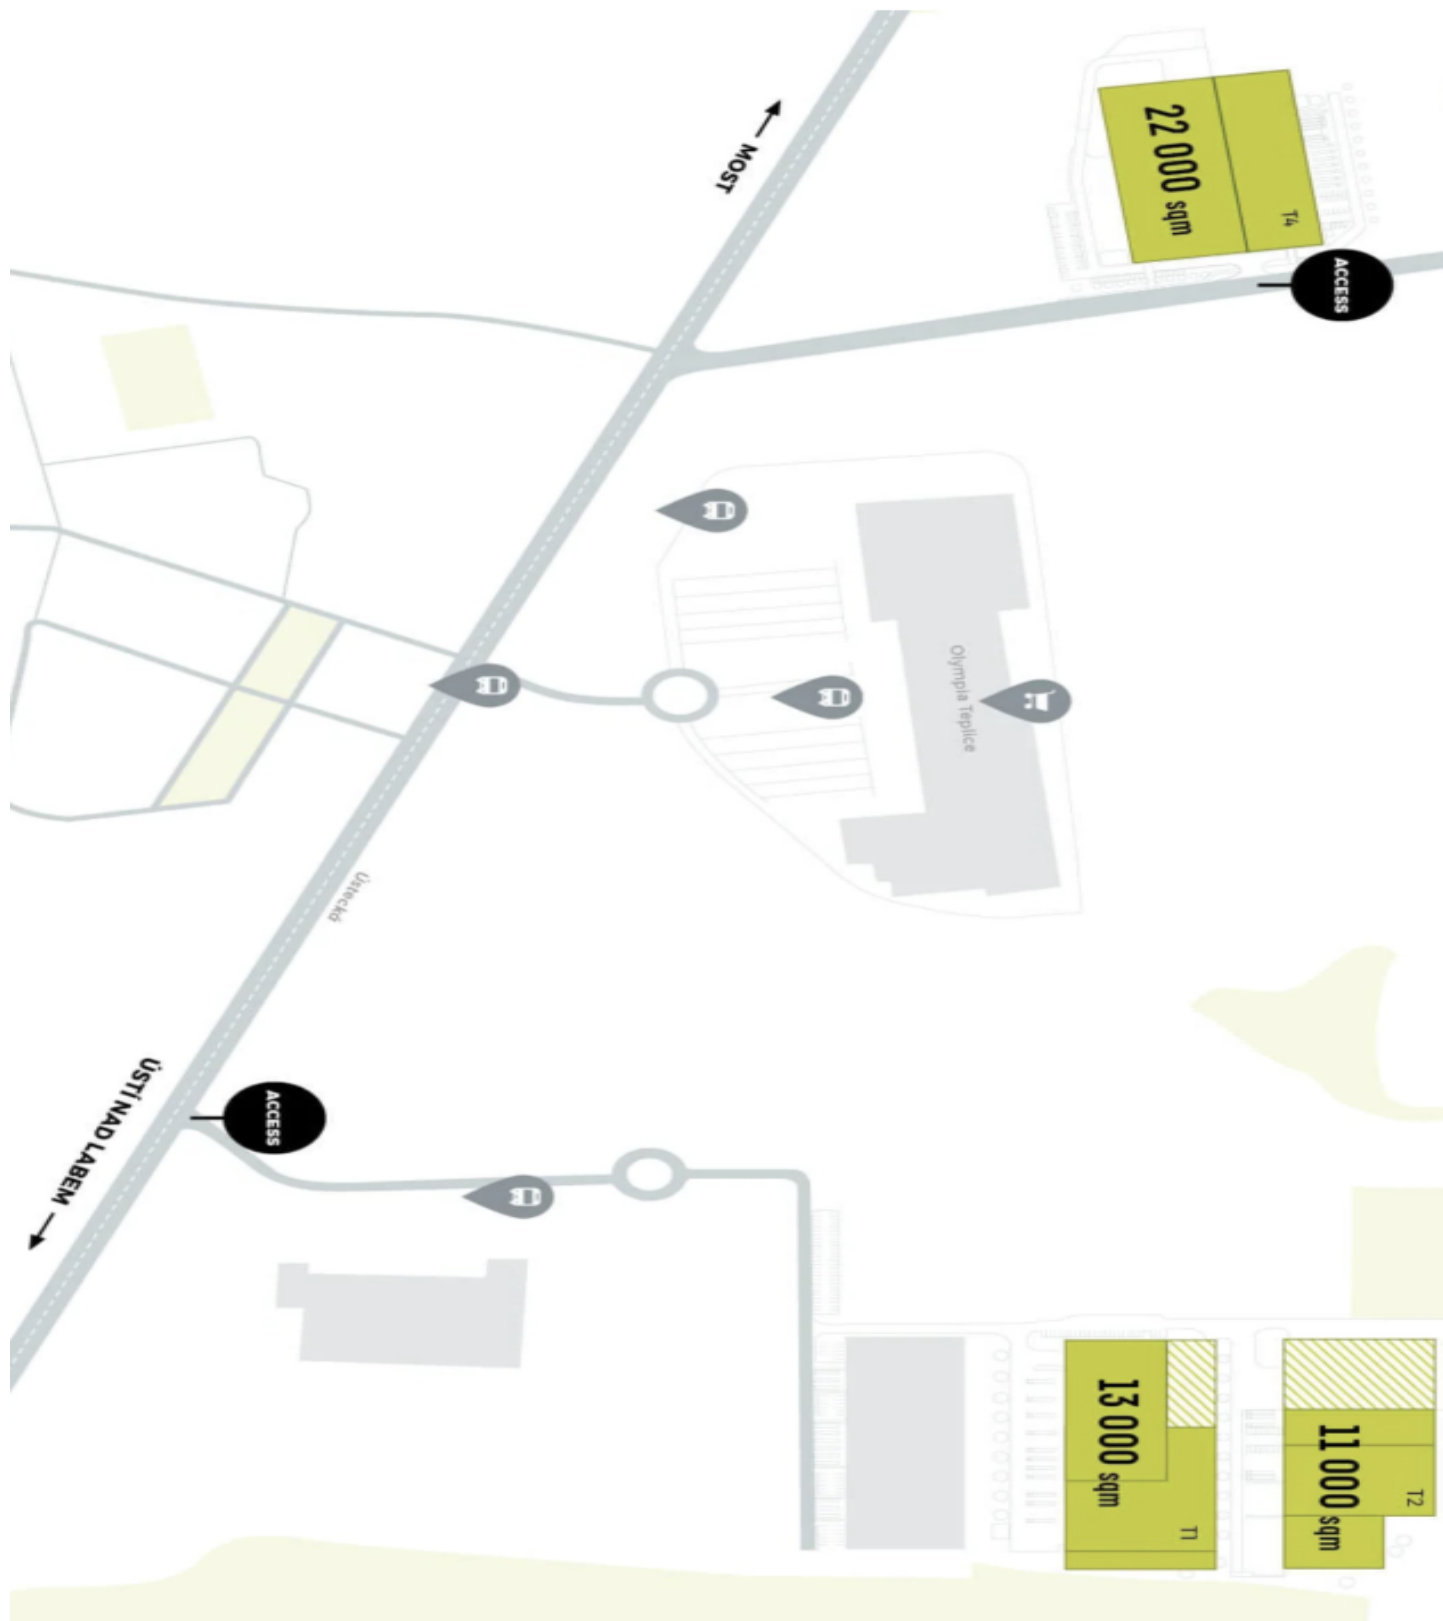 MOST
22 000 sqm
T4
ACCESS
Olympia Teplice
Ústecká
ÚSTÍ NAD LABEM
ACCESS
13 000 sqm
T1
11 000 sqm
T2